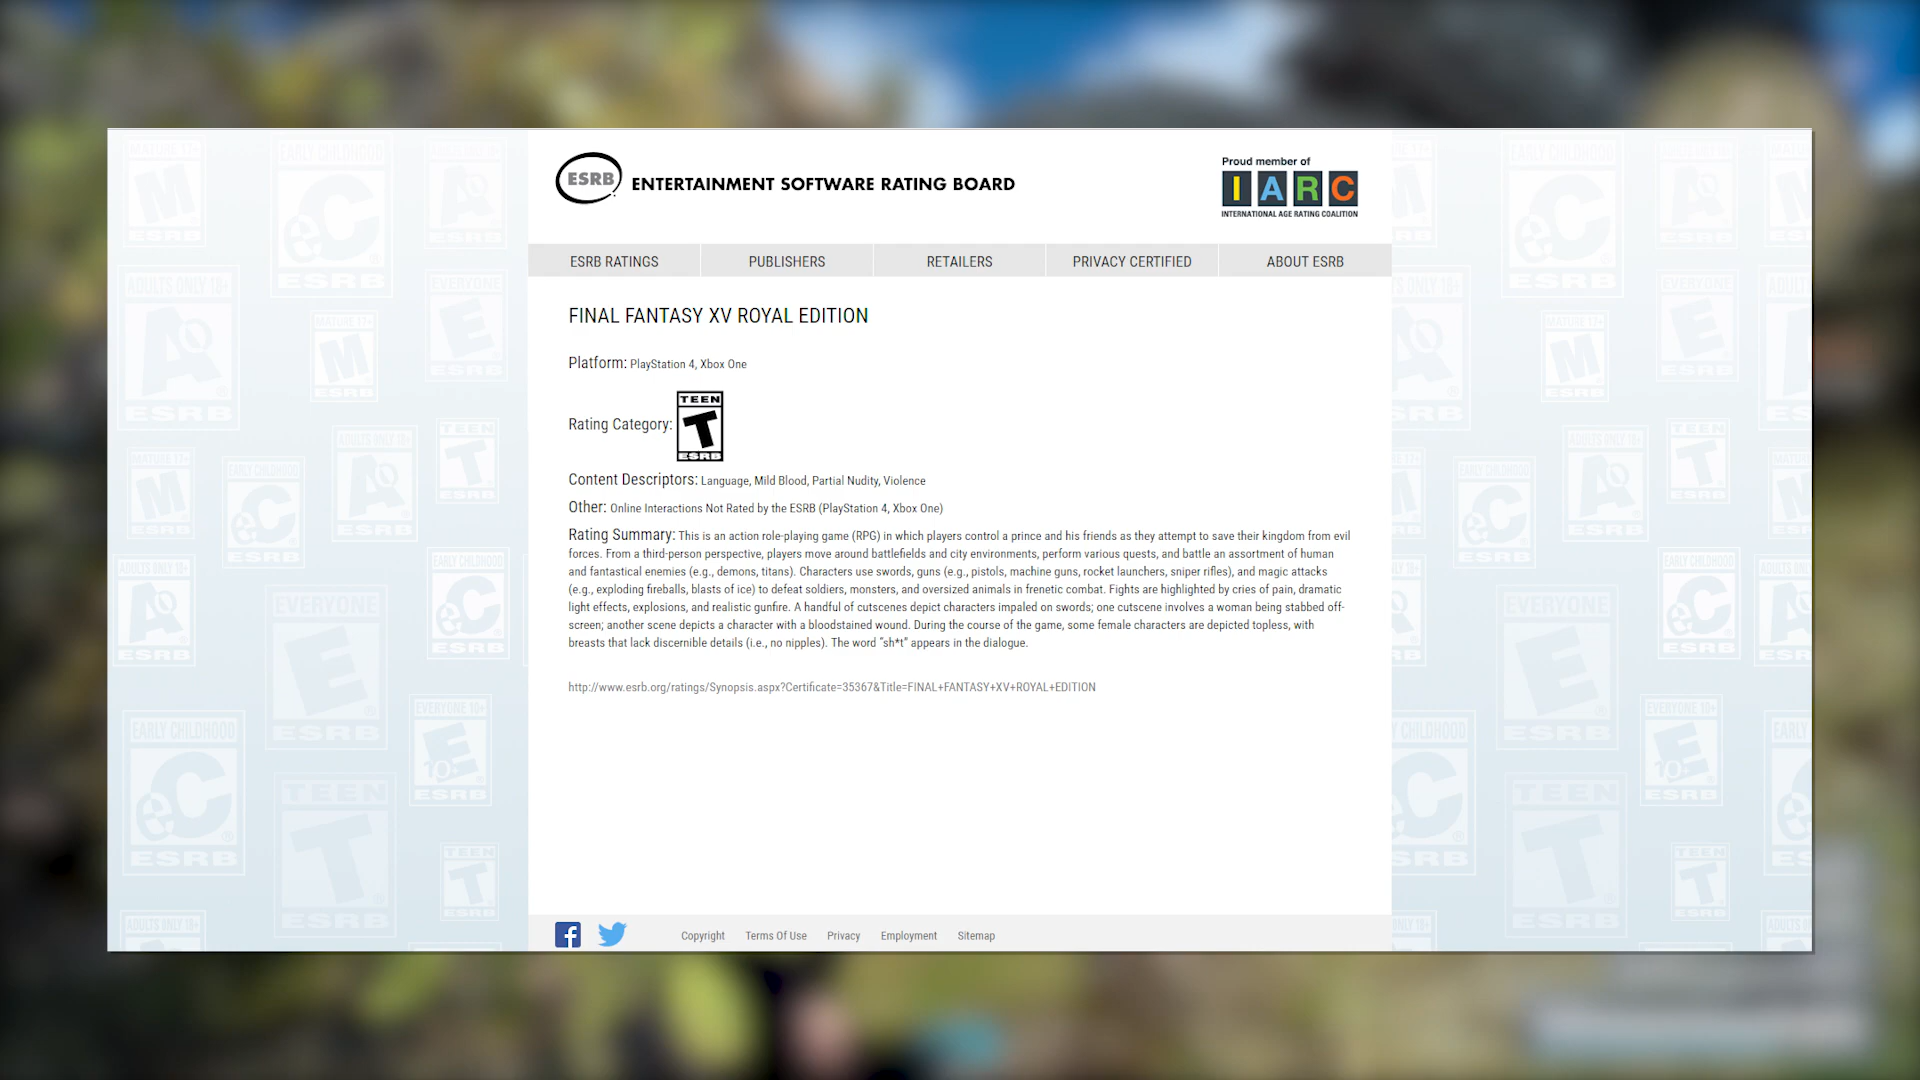 ESRB ENTERTAINMENT SOFTWARE RATING BOARD
Proud member of
IARC
INTERNATIONAL AGE RATING COALITION
ESRB RATINGS PUBLISHERS RETAILERS PRIVACY CERTIFIED ABOUT ESRB
FINAL FANTASY XV ROYAL EDITION
Platform: PlayStation 4, Xbox One
TEEN
T
ESRB
Rating Category:
Content Descriptors: Language, Mild Blood, Partial Nudity, Violence
Other: Online Interactions Not Rated by the ESRB (PlayStation 4, Xbox One)
Rating Summary: This is an action role-playing game (RPG) in which players control a prince and his friends as they attempt to save their kingdom from evil
forces. From a third-person perspective, players move around battlefields and city environments, perform various quests, and battle an assortment of human
and fantastical enemies (e.g., demons, titans). Characters use swords, guns (e.g., pistols, machine guns, rocket launchers, sniper rifles), and magic attacks
(e.g., exploding fireballs, blasts of ice) to defeat soldiers, monsters, and oversized animals in frenetic combat. Fights are highlighted by cries of pain, dramatic
light effects, explosions, and realistic gunfire. A handful of cutscenes depict characters impaled on swords; one cutscene involves a woman being stabbed off-
screen; another scene depicts a character with a bloodstained wound. During the course of the game, some female characters are depicted topless, with
breasts that lack discernible details (i.e., no nipples). The word "sh*t" appears in the dialogue.
http://www.esrb.org/ratings/Synopsis.aspx?Certificate=35367&Title=FINAL+FANTASY+XV+ROYAL+EDITION
Copyright Terms Of Use Privacy Employment Sitemap